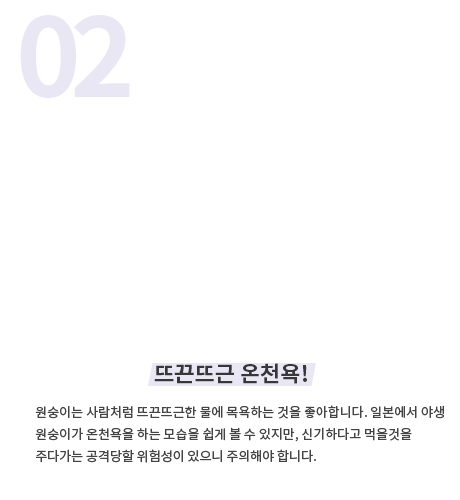 02
뜨끈뜨근 온천욕!
원숭이는 사람처럼 뜨끈뜨근한 물에 목욕하는 것을 좋아합니다. 일본에서 야생
원숭이가 온천욕을 하는 모습을 쉽게 볼 수 있지만, 신기하다고 먹을것을
주다가는 공격당할 위험성이 있으니 주의해야 합니다.